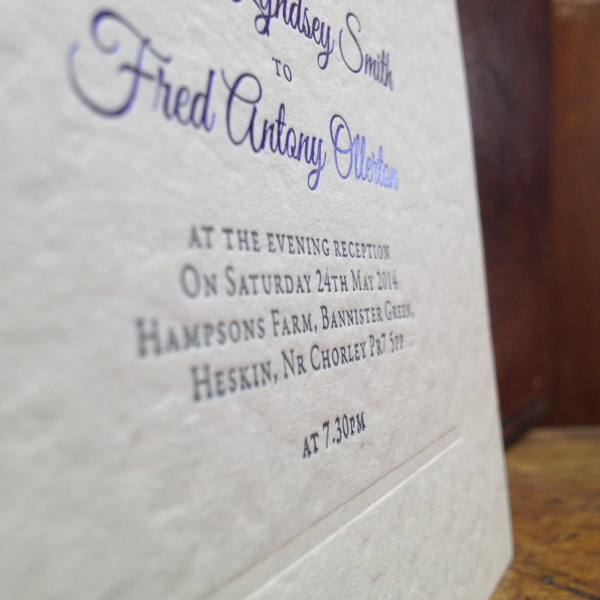 Lyndsey Smith
TO
Fred Antony Ollerton
AT THE EVENING RECEPTION
ON SATURDAY 24TH MAY 2014
HAMPSONS FARM, BANNISTER GREEN,
HESKIN, NR CHORLEY PR7 5PP
AT 7.30PM